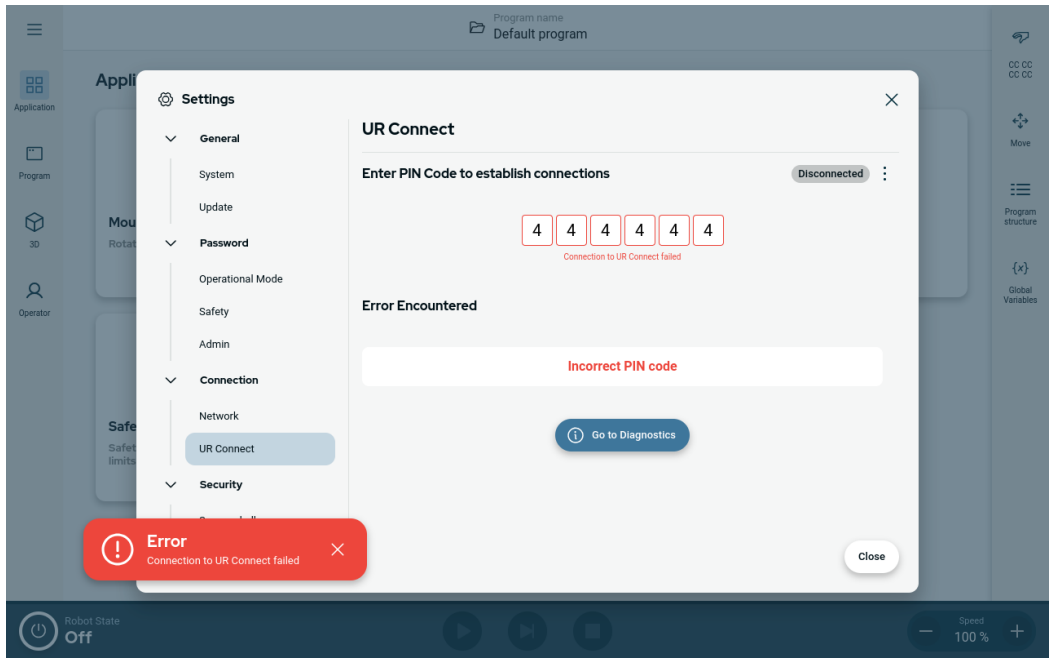 Program name
Default program
Application
Program
3D
Operator
Appli
Mou
Rotat
Safe
Safet
limits
Settings
General
System
Update
Password
Operational Mode
Safety
Admin
Connection
Network
UR Connect
Security
UR Connect
Enter PIN Code to establish connections
Disconnected
4 4 4 4 4 4
Connection to UR Connect failed
Error Encountered
Incorrect PIN code
Go to Diagnostics
Close
Error
Connection to UR Connect failed
CC CC
CC CC
Move
Program
structure
{x}
Global
Variables
Robot State
Off
Speed
100 %